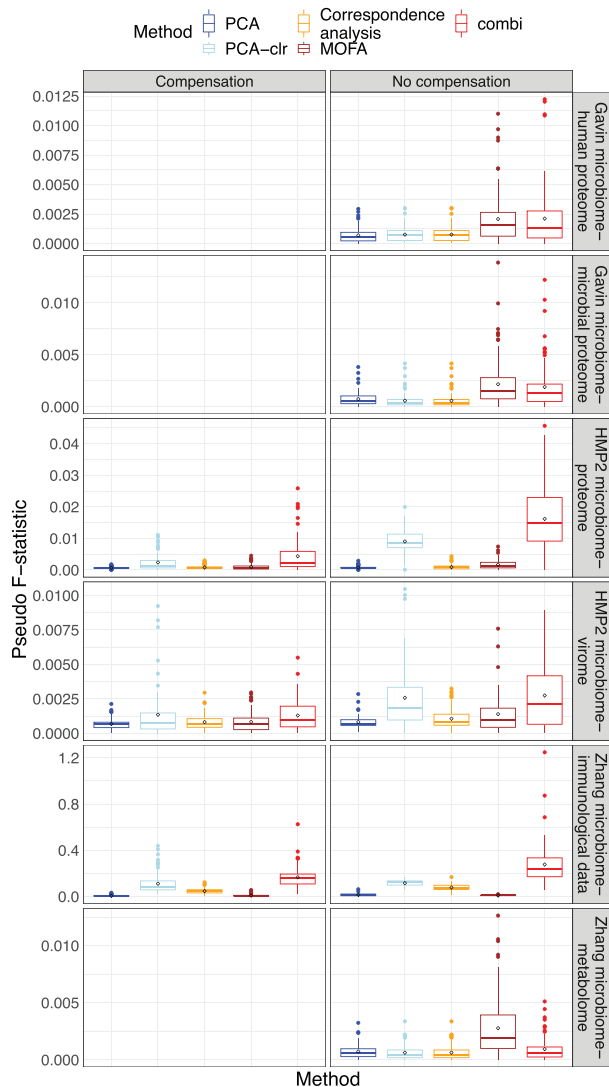 Method PCA Correspondence analysis combi
PCA−clr MOFA
Compensation No compensation
0.0125
0.0100
0.0075
0.0050
0.0025
0.0000
Gavin microbiome−
human proteome
0.010
0.005
0.000
Gavin microbiome−
microbial proteome
0.04
0.03
0.02
0.01
0.00
HMP2 microbiome−
proteome
0.0100
0.0075
0.0050
0.0025
0.0000
HMP2 microbiome−
virome
1.2
0.8
0.4
0.0
Zhang microbiome−
immunological data
0.010
0.005
0.000
Zhang microbiome−
metabolome
Pseudo F−statistic
Method